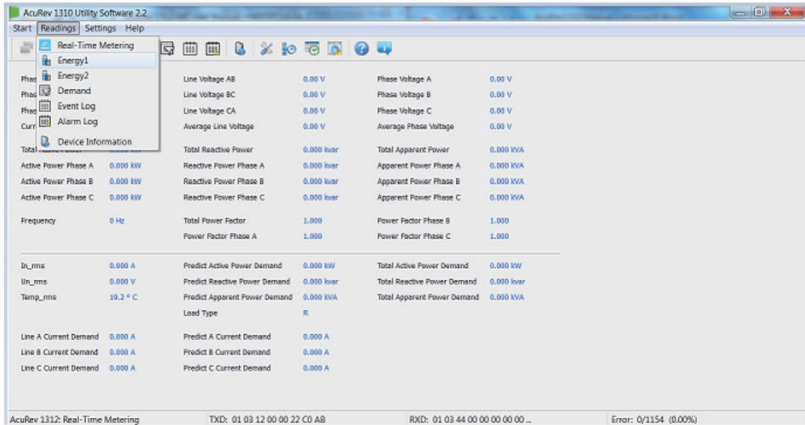 AcuRev 1310 Utility Software 2.2
Start Readings Settings Help
Real-Time Metering
Energy1
Energy2
Demand
Event Log
Alarm Log
Device Information
Line Voltage AB 0.00 V Phase Voltage A 0.00 V
Line Voltage BC 0.00 V Phase Voltage B 0.00 V
Line Voltage CA 0.00 V Phase Voltage C 0.00 V
Average Line Voltage 0.00 V Average Phase Voltage 0.00 V
Total Reactive Power 0.000 kvar Total Apparent Power 0.000 kVA
Active Power Phase A 0.000 kW Reactive Power Phase A 0.000 kvar Apparent Power Phase A 0.000 kVA
Active Power Phase B 0.000 kW Reactive Power Phase B 0.000 kvar Apparent Power Phase B 0.000 kVA
Active Power Phase C 0.000 kW Reactive Power Phase C 0.000 kvar Apparent Power Phase C 0.000 kVA
Frequency 0 Hz Total Power Factor 1.000 Power Factor Phase B 1.000
Power Factor Phase A 1.000 Power Factor Phase C 1.000
In_rms 0.000 A Predict Active Power Demand 0.000 kW Total Active Power Demand 0.000 kW
Un_rms 0.000 V Predict Reactive Power Demand 0.000 kvar Total Reactive Power Demand 0.000 kvar
Temp_rms 19.2 ° C Predict Apparent Power Demand 0.000 kVA Total Apparent Power Demand 0.000 kVA
Load Type R
Line A Current Demand 0.000 A Predict A Current Demand 0.000 A
Line B Current Demand 0.000 A Predict B Current Demand 0.000 A
Line C Current Demand 0.000 A Predict C Current Demand 0.000 A
AcuRev 1312: Real-Time Metering TXD: 01 03 12 00 00 22 C0 AB RXD: 01 03 44 00 00 00 00 00 ... Error: 0/1154 (0.00%)